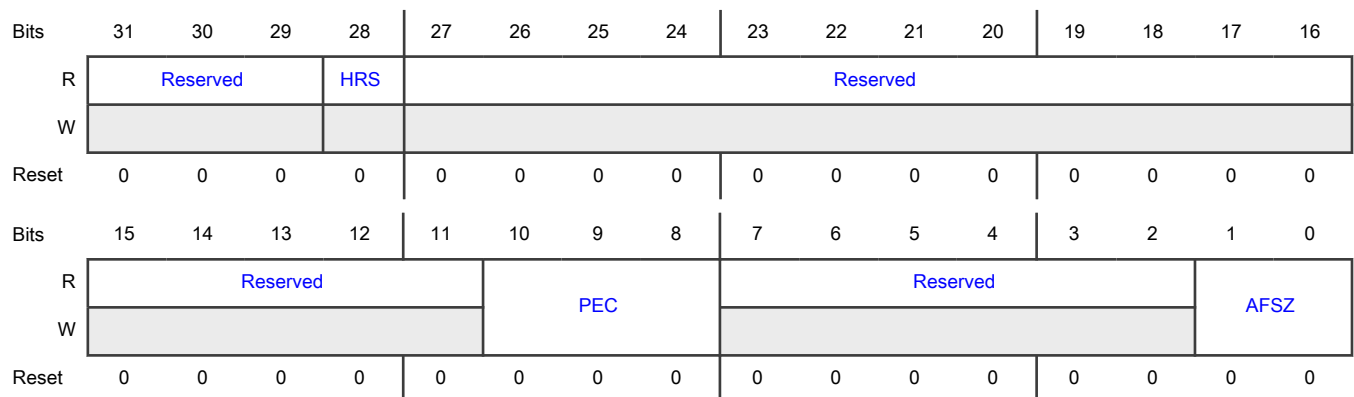 Bits 31 30 29 28 27 26 25 24 23 22 21 20 19 18 17 16
R Reserved HRS Reserved
W
Reset 0 0 0 0 0 0 0 0 0 0 0 0 0 0 0 0
Bits 15 14 13 12 11 10 9 8 7 6 5 4 3 2 1 0
R Reserved PEC Reserved AFSZ
W
Reset 0 0 0 0 0 0 0 0 0 0 0 0 0 0 0 0